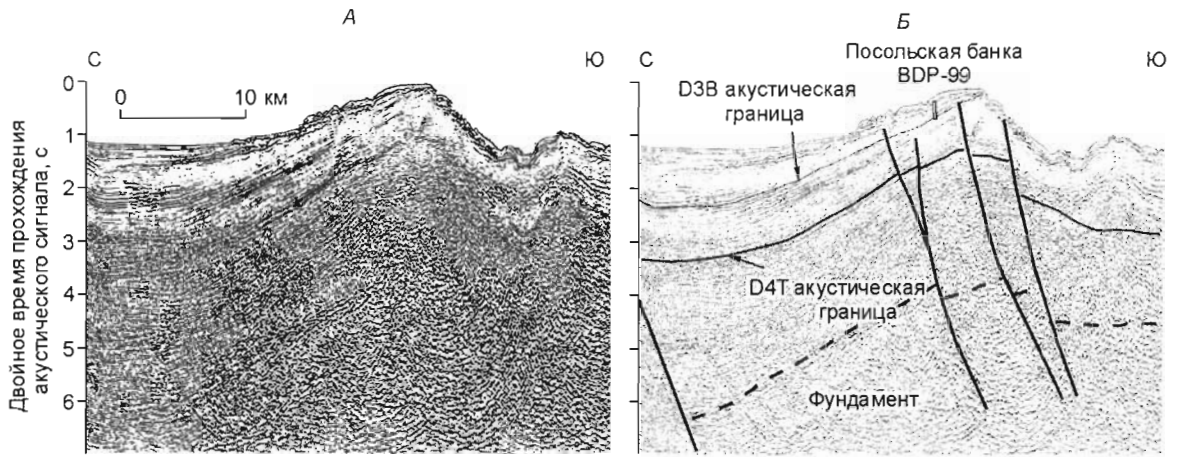 А
С
Ю
0
1
2
3
4
5
6
0
10 км
Двойное время прохождения
акустического сигнала, с
Б
С
Ю
Посольская банка
BDP-99
D3B акустическая
граница
D4T акустическая
граница
Фундамент